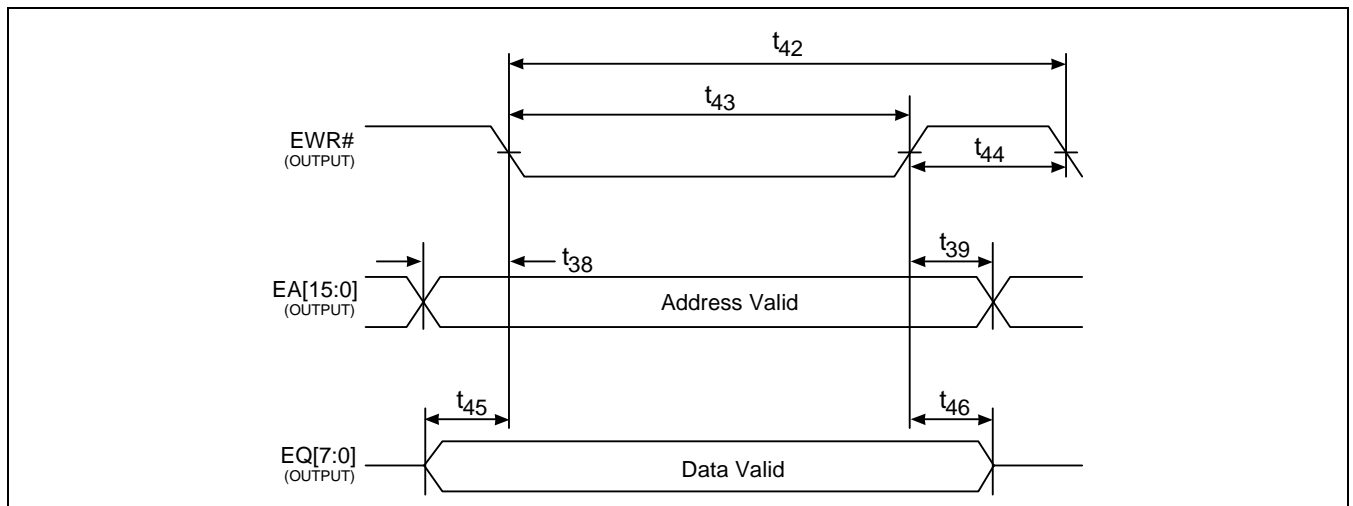 t42
t43
EWR#
(OUTPUT)
t44
t38
t39
EA[15:0]
(OUTPUT)
Address Valid
t45
t46
EQ[7:0]
(OUTPUT)
Data Valid